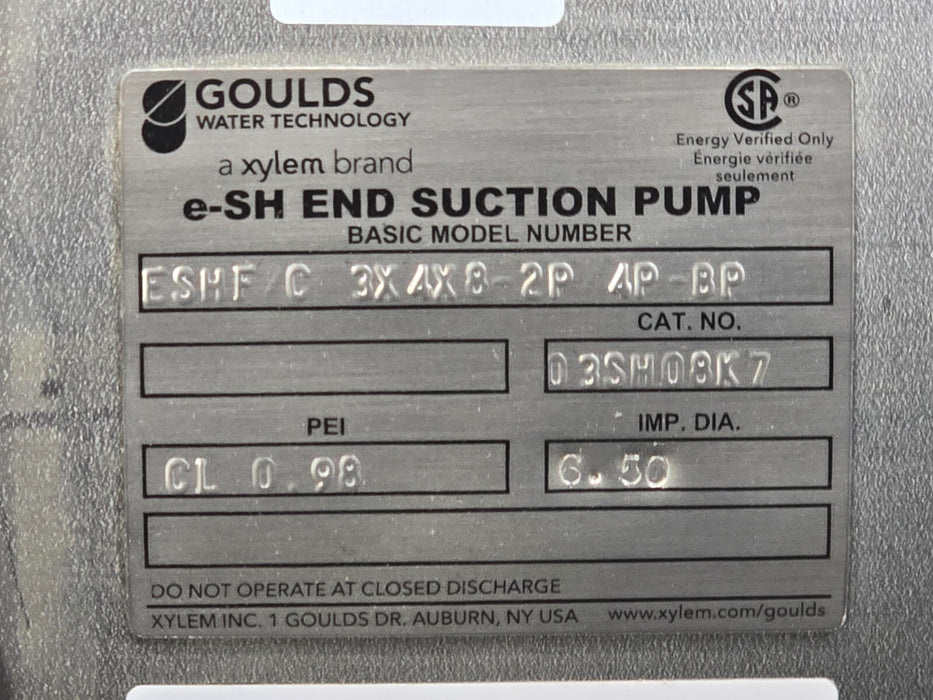 GOULDS
WATER TECHNOLOGY
a xylem brand
SA ®
Energy Verified Only
Énergie vérifiée
seulement
e-SH END SUCTION PUMP
BASIC MODEL NUMBER
ESHF/C 3X4X8-2P 4P-BP
CAT. NO.
03SH08K7
PEI
CL 0.98
IMP. DIA.
6.50
DO NOT OPERATE AT CLOSED DISCHARGE
XYLEM INC. 1 GOULDS DR. AUBURN, NY USA www.xylem.com/goulds